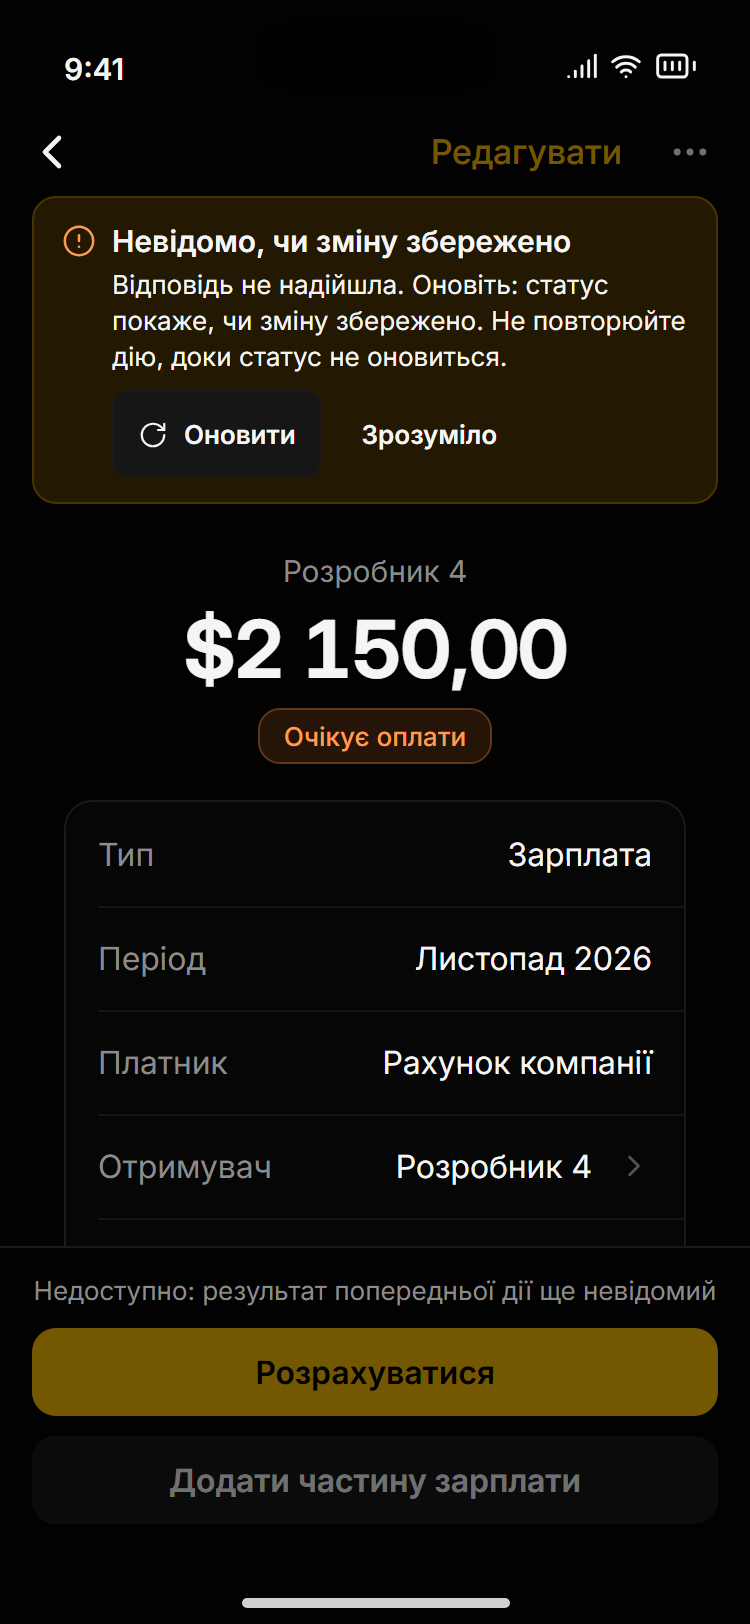 9:41
Редагувати
Невідомо, чи зміну збережено
Відповідь не надійшла. Оновіть: статус
покаже, чи зміну збережено. Не повторюйте
дію, доки статус не оновиться.
Оновити Зрозуміло
Розробник 4
$2 150,00
Очікує оплати
Тип Зарплата
Період Листопад 2026
Платник Рахунок компанії
Отримувач Розробник 4
Недоступно: результат попередньої дії ще невідомий
Розрахуватися
Додати частину зарплати